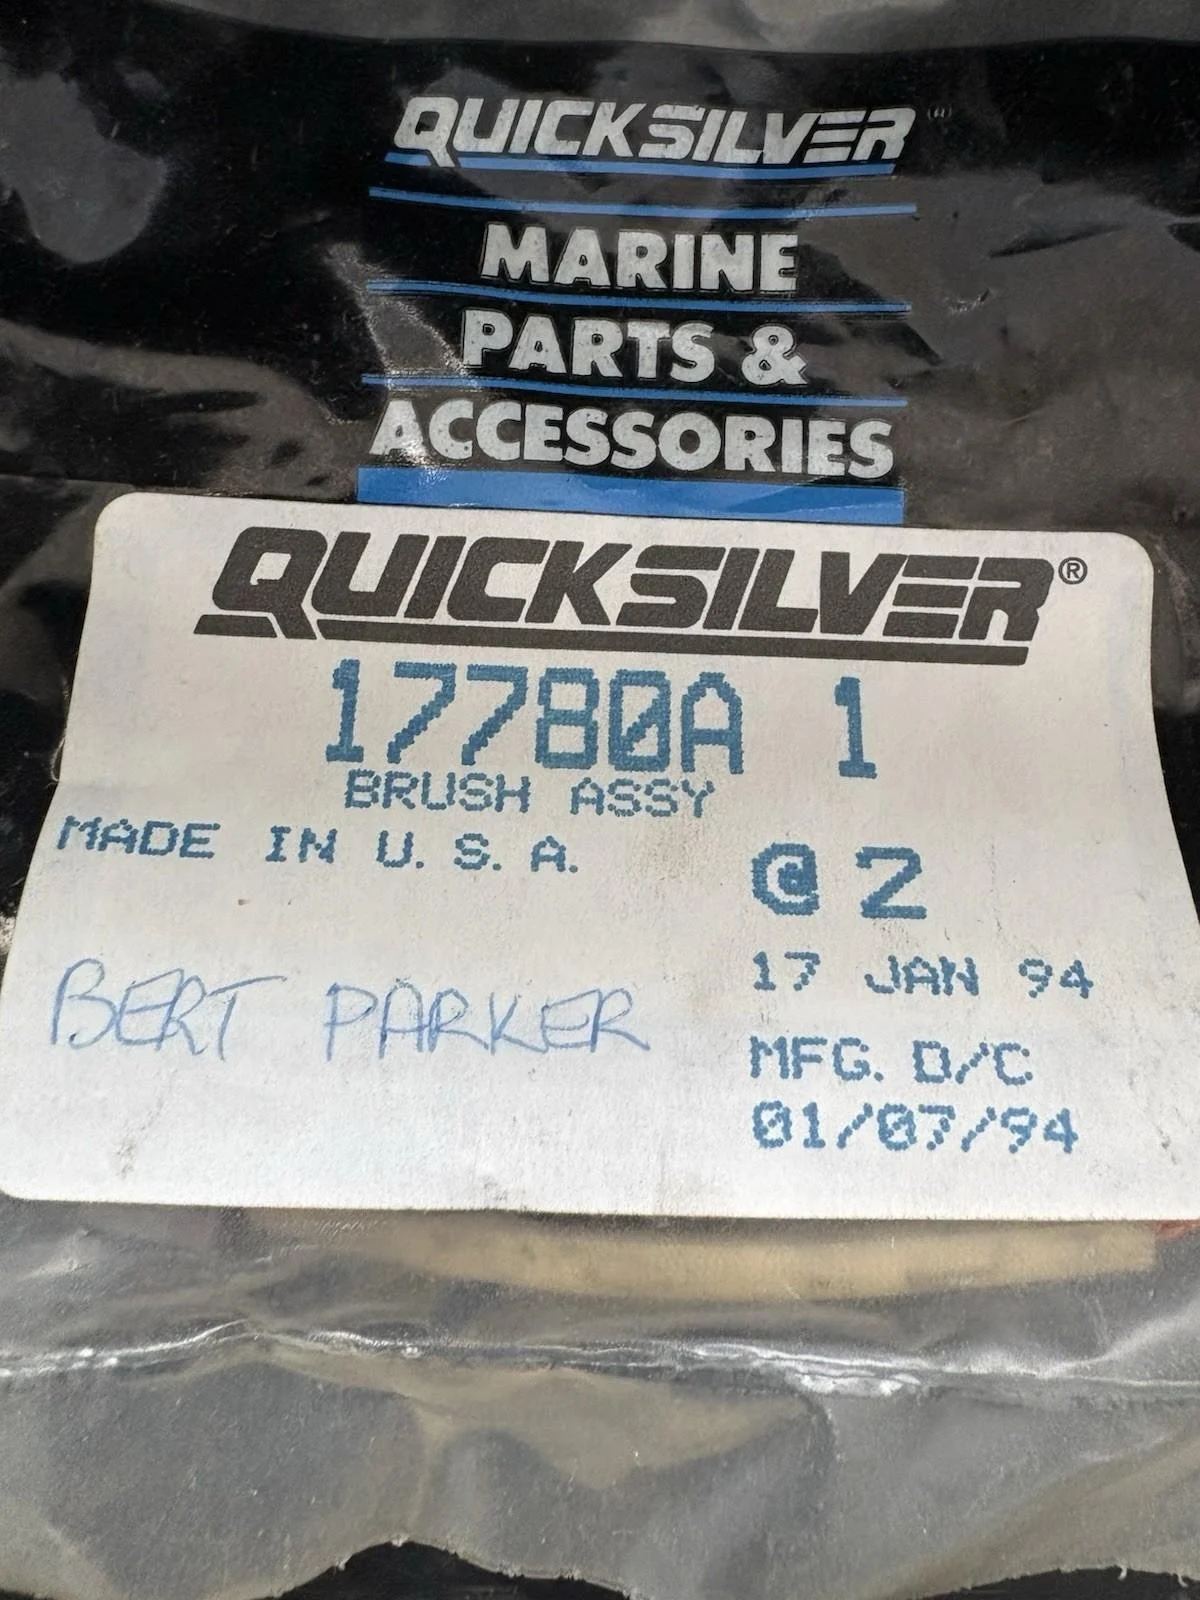 QUICKSILVER®
MARINE
PARTS &
ACCESSORIES
QUICKSILVER®
17780A 1
BRUSH ASSY
MADE IN U.S.A.
@ 2
17 JAN 94
BERT PARKER
MFG. D/C
01/07/94